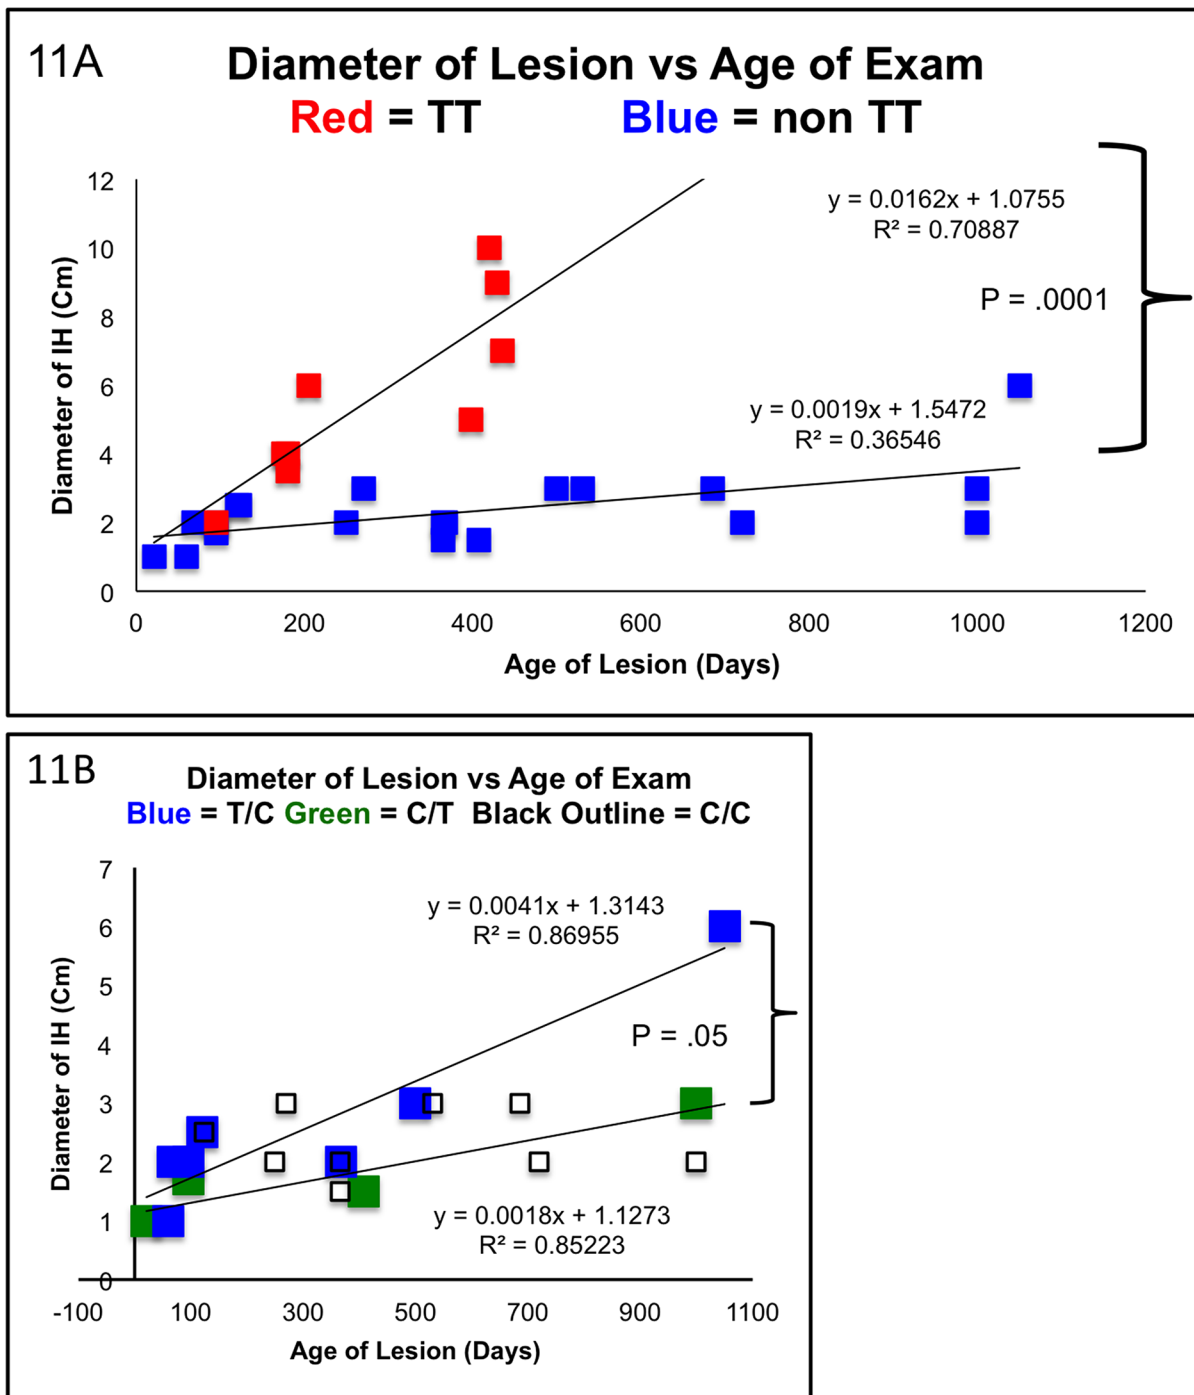 11A
Diameter of Lesion vs Age of Exam
Red = TT Blue = non TT
Diameter of IH (Cm)
12
10
8
6
4
2
0
y = 0.0162x + 1.0755
R² = 0.70887
P = .0001
y = 0.0019x + 1.5472
R² = 0.36546
0 200 400 600 800 1000 1200
Age of Lesion (Days)
11B
Diameter of Lesion vs Age of Exam
Blue = T/C Green = C/T Black Outline = C/C
Diameter of IH (Cm)
7
6
5
4
3
2
1
0
y = 0.0041x + 1.3143
R² = 0.86955
P = .05
y = 0.0018x + 1.1273
R² = 0.85223
-100 100 300 500 700 900 1100
Age of Lesion (Days)